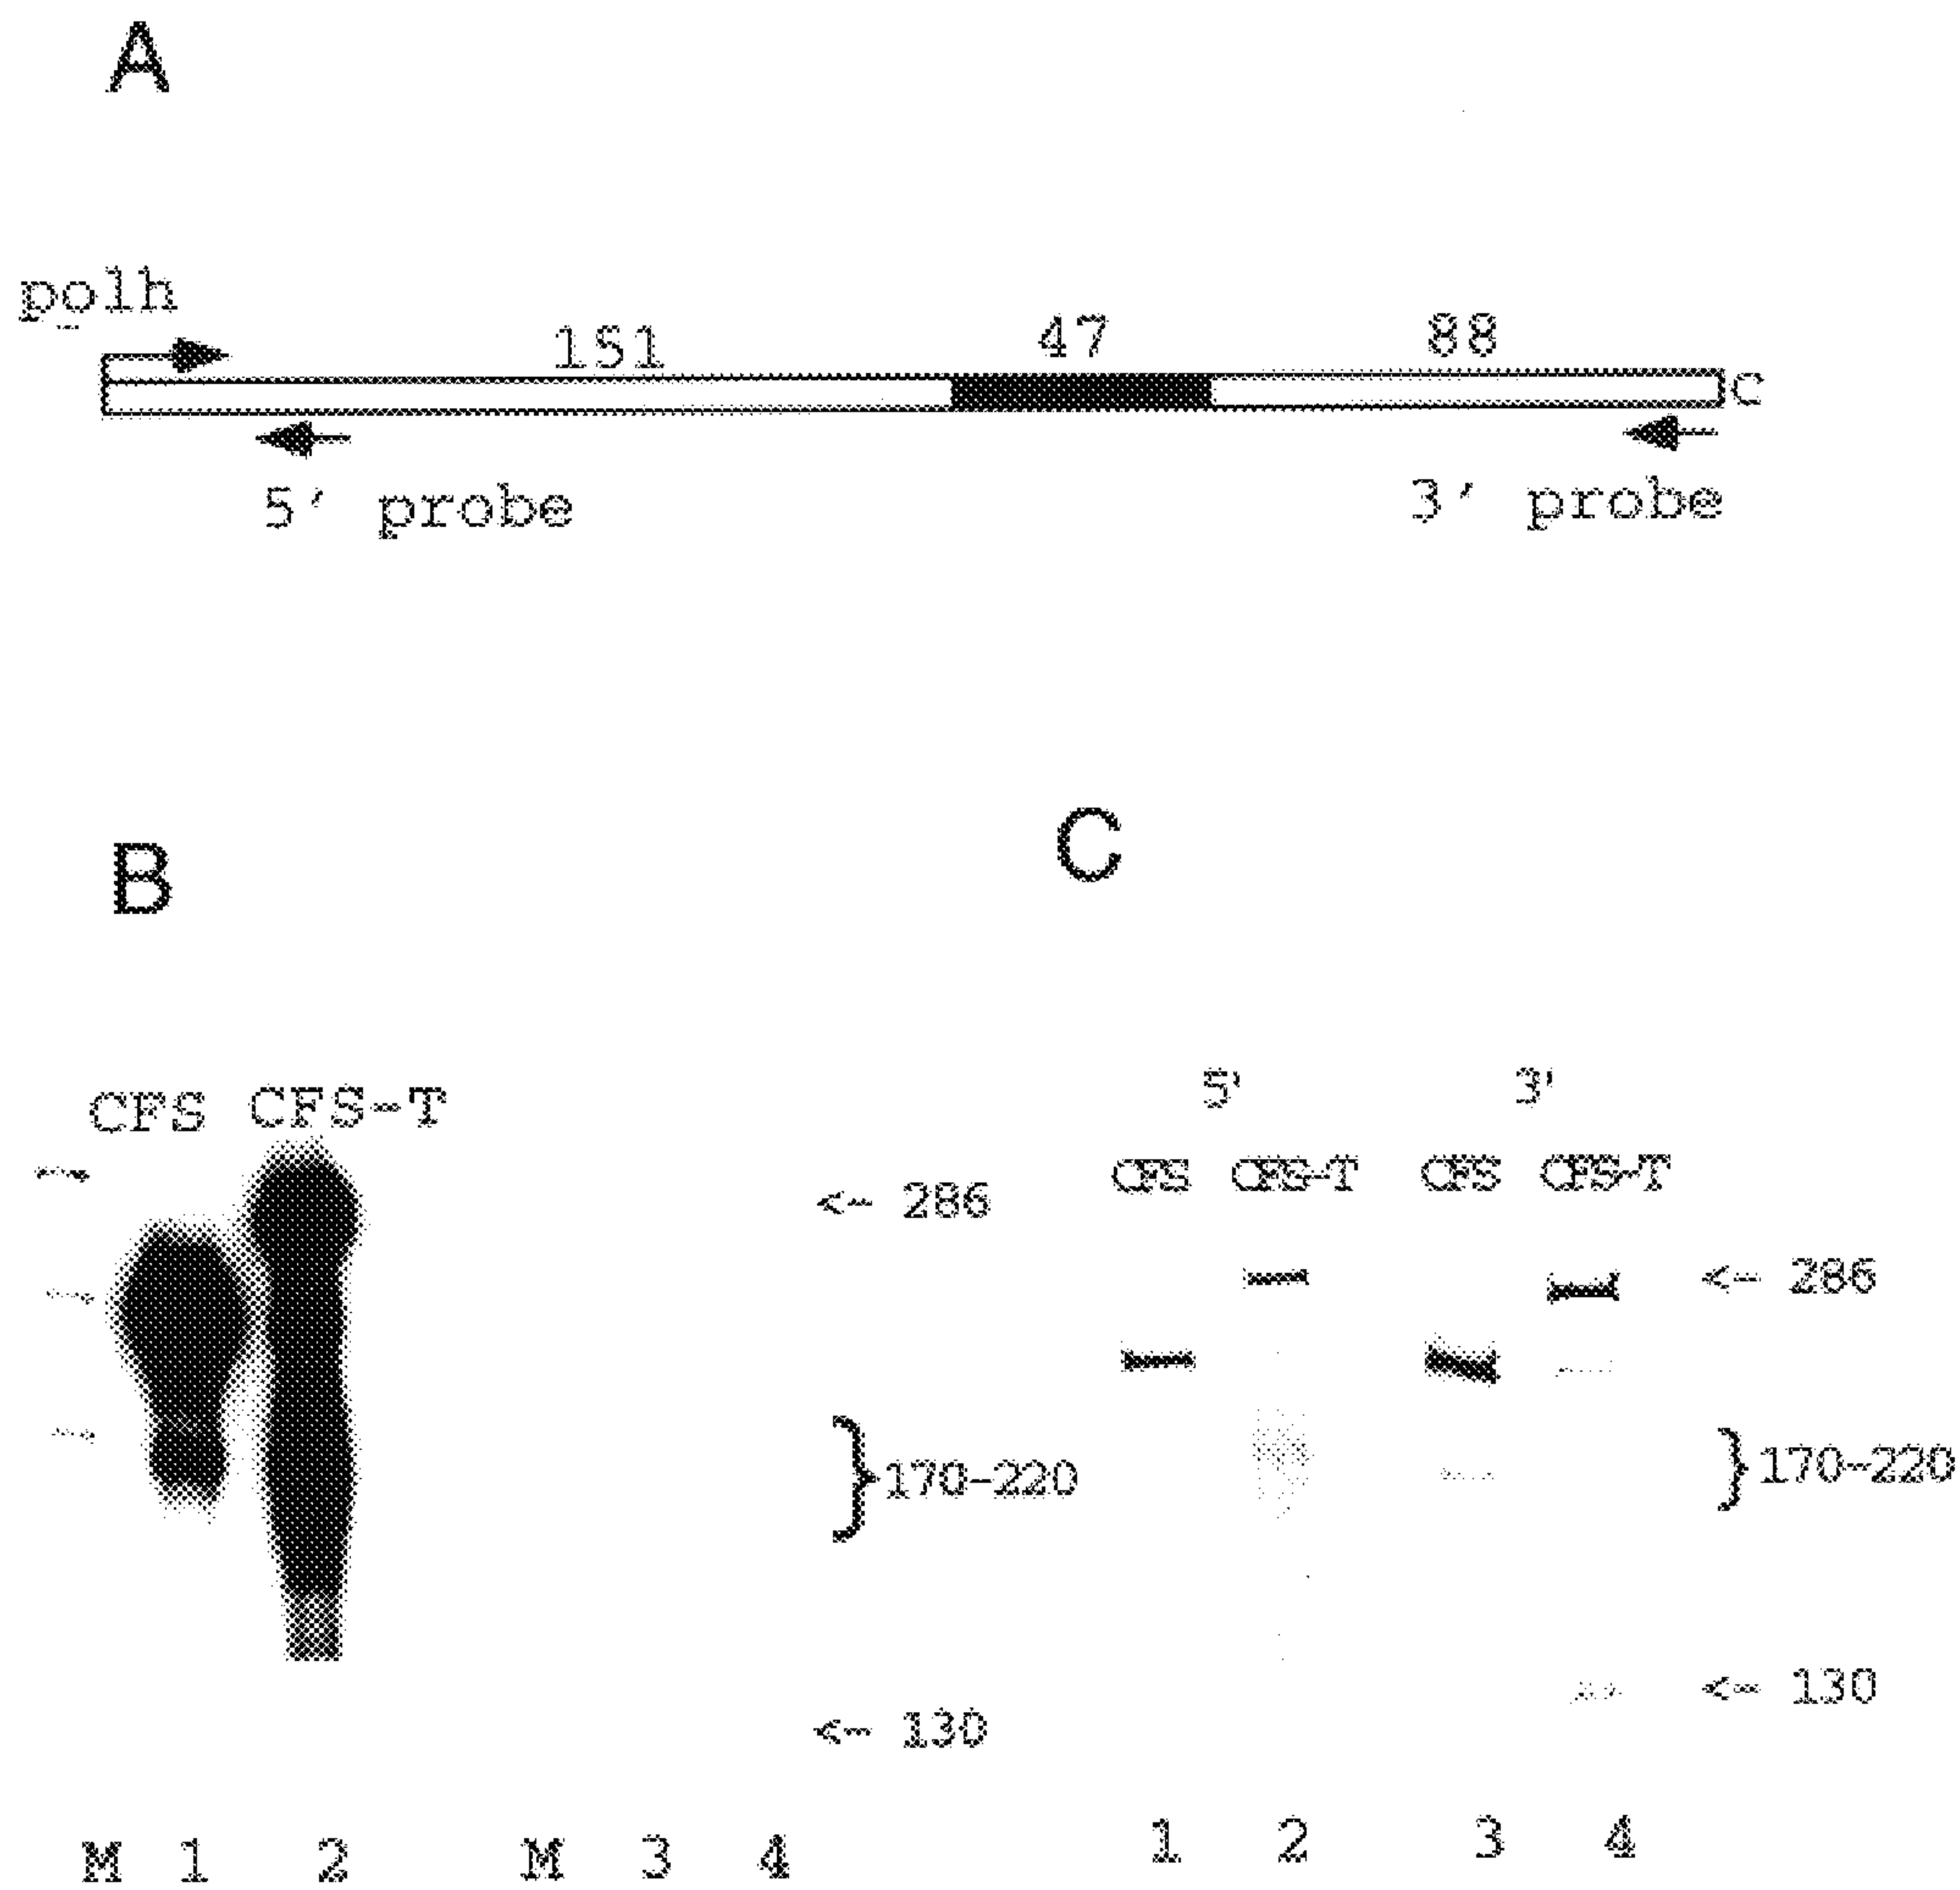 A
polh
151 47 88
C
5' probe 3' probe
B
C
CFS CFS-T
<- 286
}170-220
<- 130
M 1 2 M 3 4
5' 3'
CFS CFS-T CFS CFS-T
<- 286
}170-220
<- 130
1 2 3 4